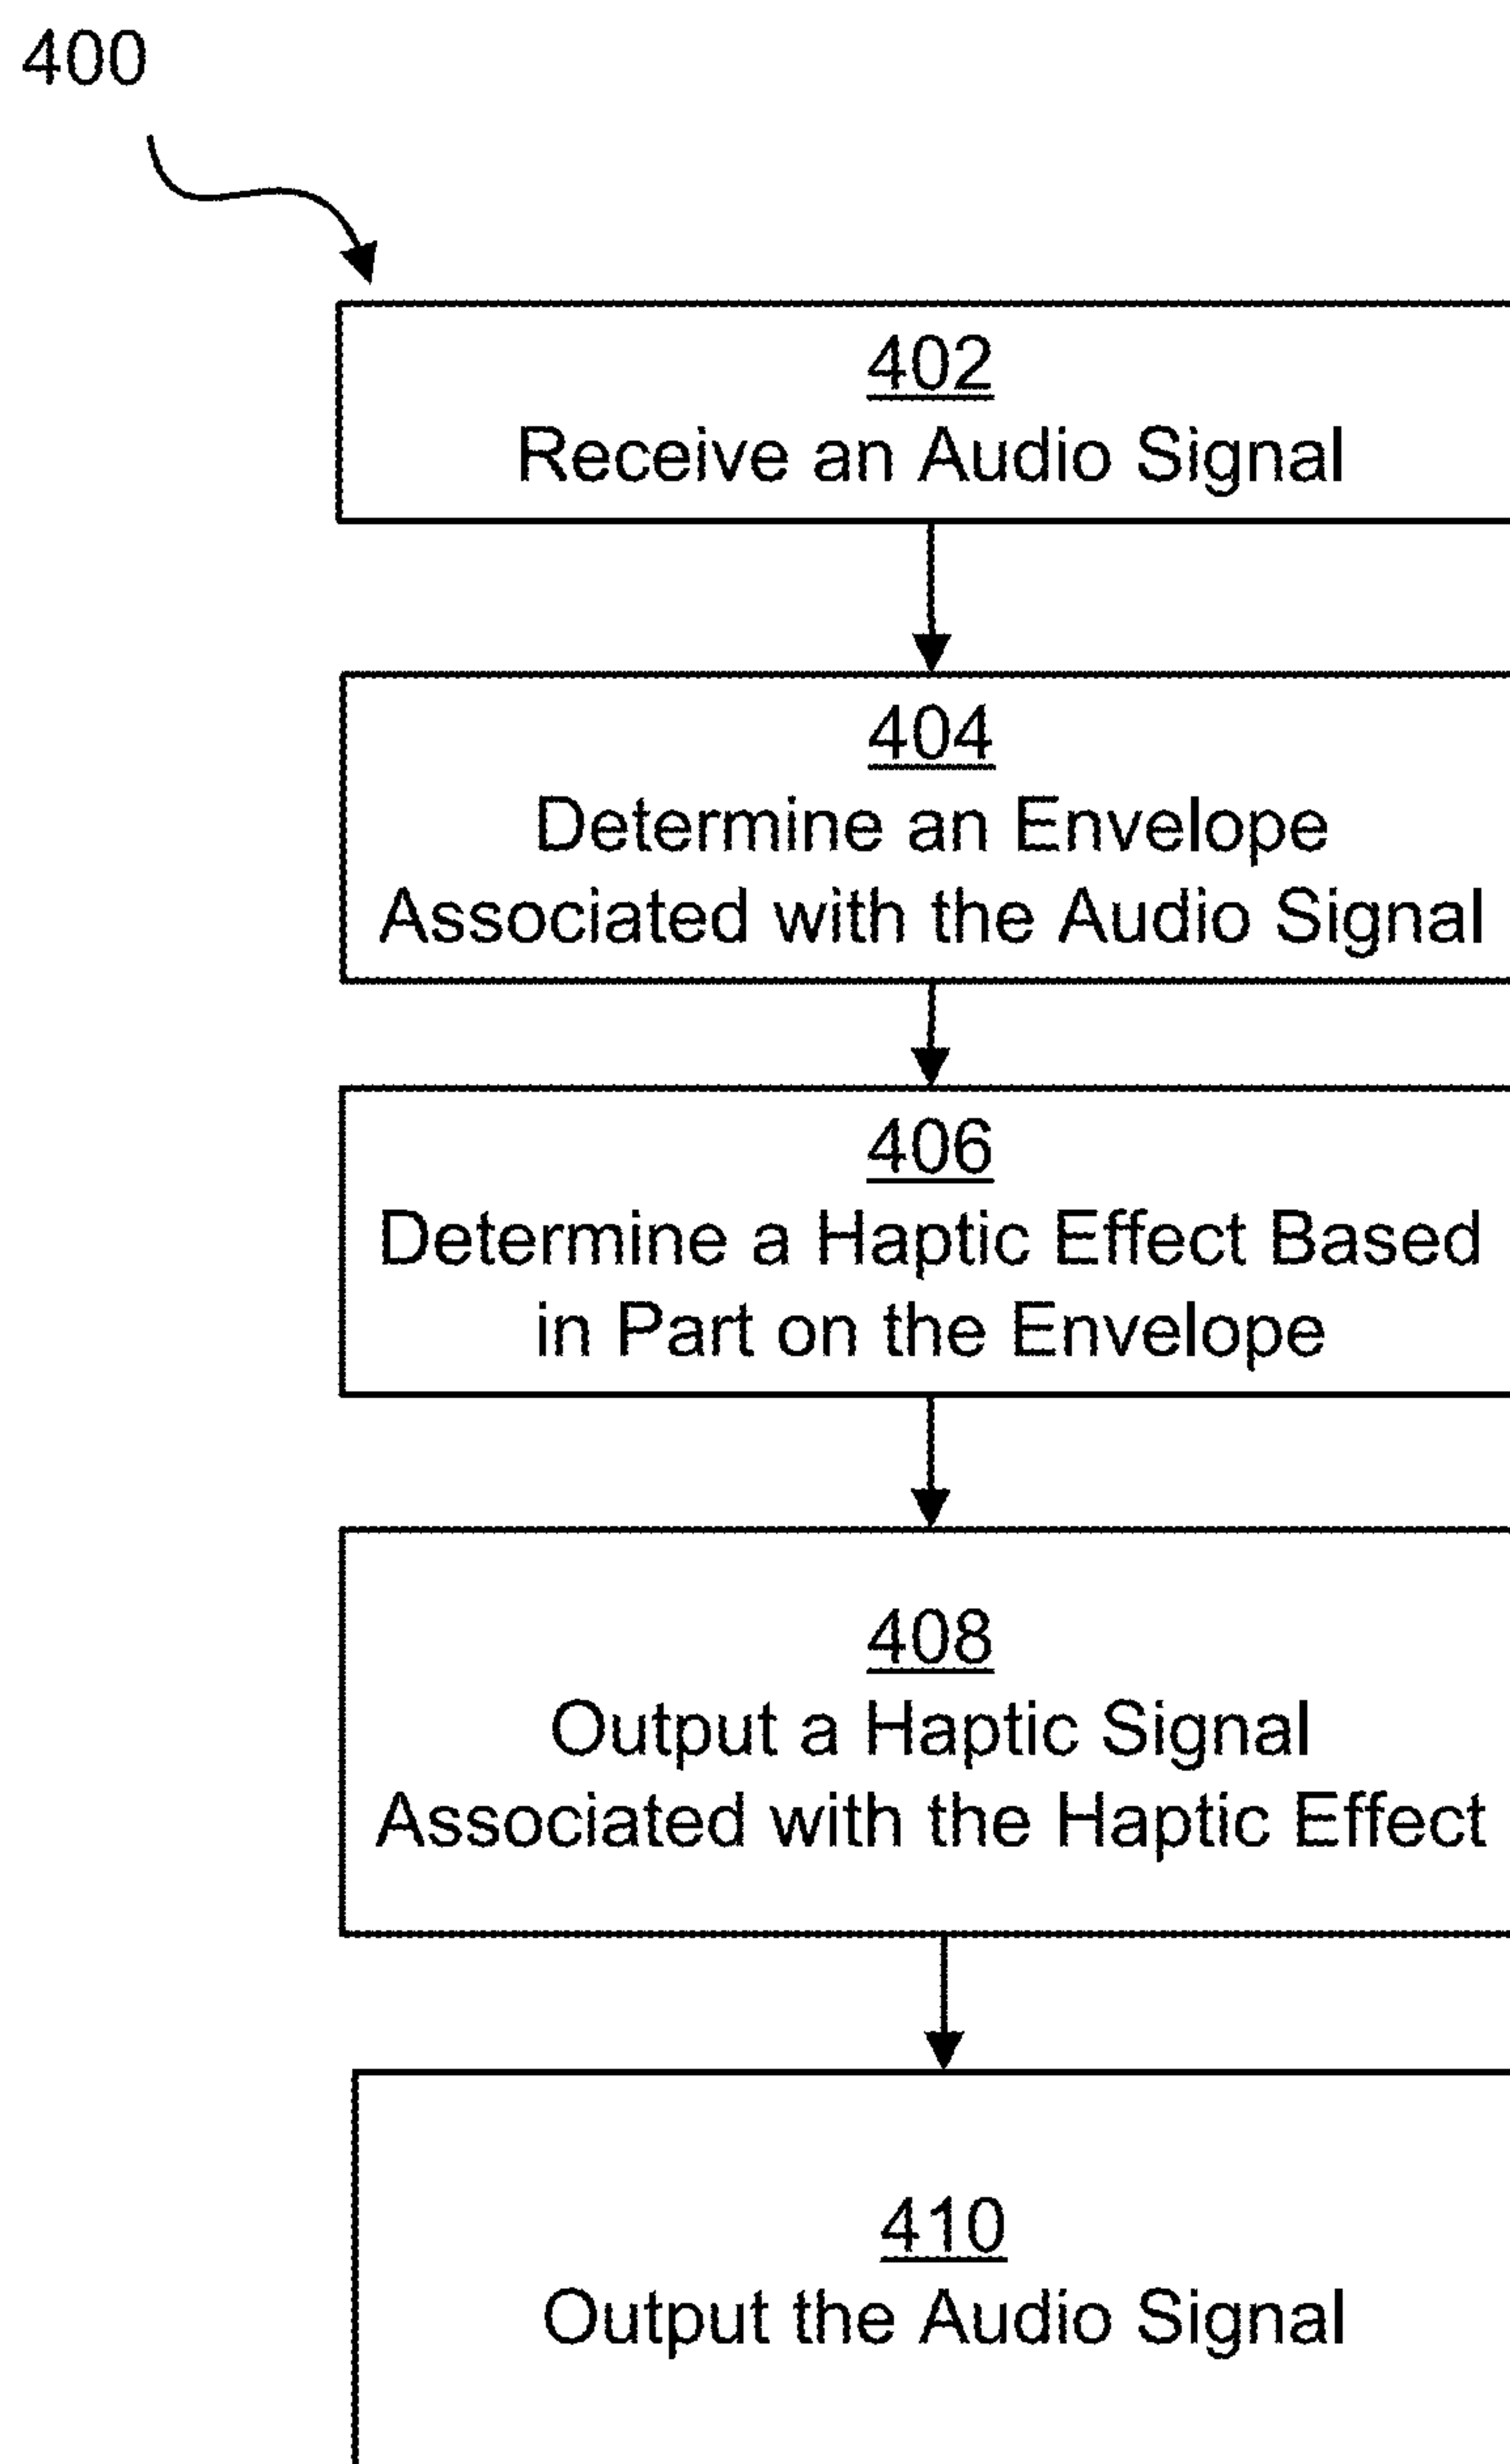 400
402
Receive an Audio Signal
404
Determine an Envelope
Associated with the Audio Signal
406
Determine a Haptic Effect Based
in Part on the Envelope
408
Output a Haptic Signal
Associated with the Haptic Effect
410
Output the Audio Signal